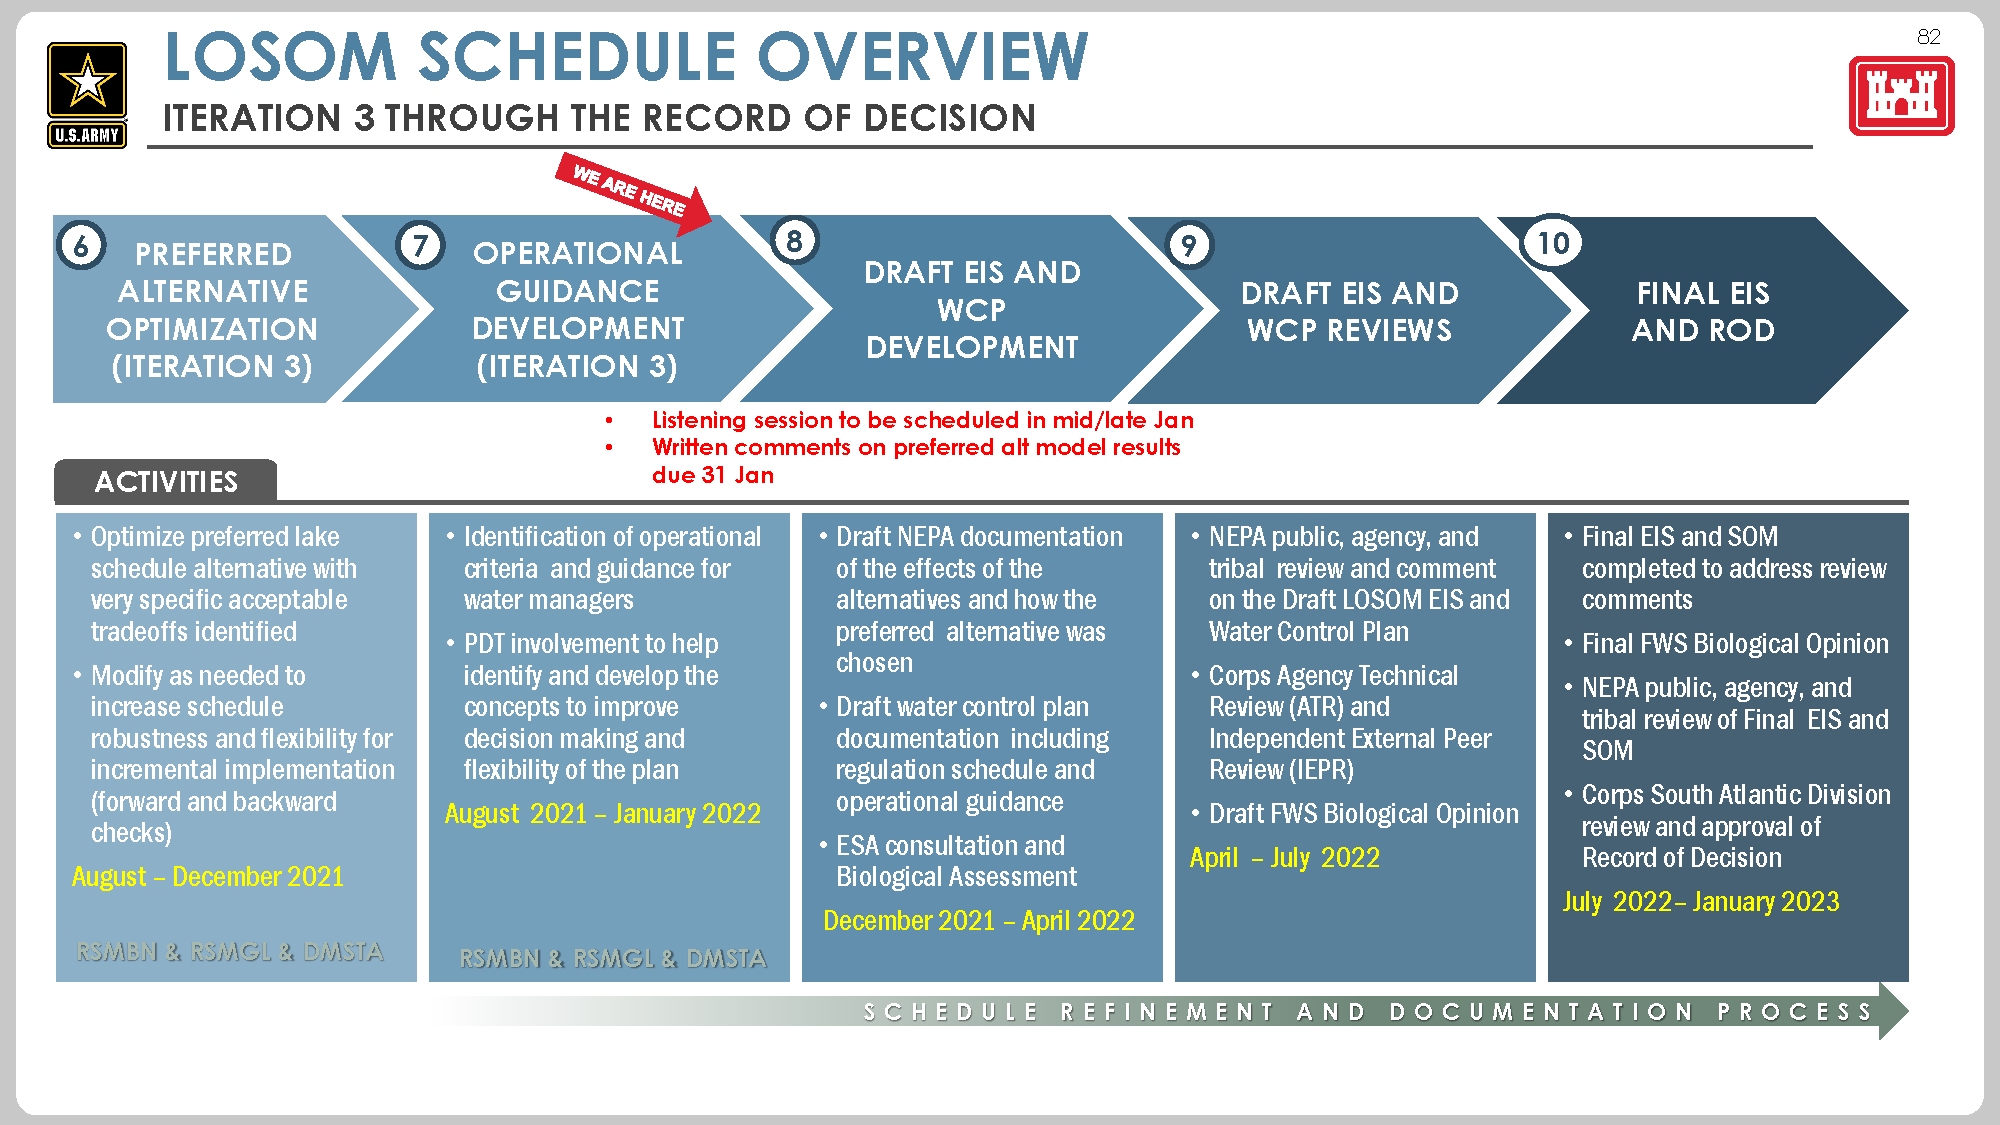 LOSOM SCHEDULE OVERVIEW
82
ITERATION 3 THROUGH THE RECORD OF DECISION
U.S.ARMY
WE ARE HERE
6
PREFERRED
ALTERNATIVE
OPTIMIZATION
(ITERATION 3)
7
OPERATIONAL
GUIDANCE
DEVELOPMENT
(ITERATION 3)
8
DRAFT EIS AND
WCP
DEVELOPMENT
9
DRAFT EIS AND
WCP REVIEWS
10
FINAL EIS
AND ROD
• Listening session to be scheduled in mid/late Jan
• Written comments on preferred alt model results
due 31 Jan
ACTIVITIES
• Optimize preferred lake
schedule alternative with
very specific acceptable
tradeoffs identified
• Modify as needed to
increase schedule
robustness and flexibility for
incremental implementation
(forward and backward
checks)
August – December 2021
RSMBN & RSMGL & DMSTA
• Identification of operational
criteria and guidance for
water managers
• PDT involvement to help
identify and develop the
concepts to improve
decision making and
flexibility of the plan
August 2021 – January 2022
RSMBN & RSMGL & DMSTA
• Draft NEPA documentation
of the effects of the
alternatives and how the
preferred alternative was
chosen
• Draft water control plan
documentation including
regulation schedule and
operational guidance
• ESA consultation and
Biological Assessment
December 2021 – April 2022
• NEPA public, agency, and
tribal review and comment
on the Draft LOSOM EIS and
Water Control Plan
• Corps Agency Technical
Review (ATR) and
Independent External Peer
Review (IEPR)
• Draft FWS Biological Opinion
April – July 2022
• Final EIS and SOM
completed to address review
comments
• Final FWS Biological Opinion
• NEPA public, agency, and
tribal review of Final EIS and
SOM
• Corps South Atlantic Division
review and approval of
Record of Decision
July 2022– January 2023
SCHEDULE REFINEMENT AND DOCUMENTATION PROCESS